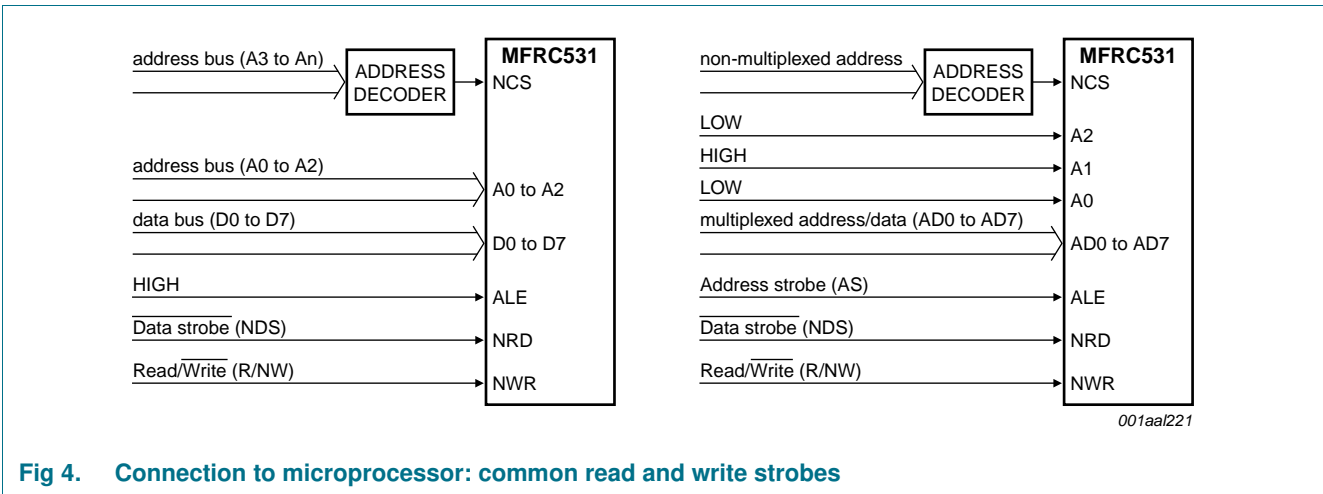 address bus (A3 to An)
ADDRESS
DECODER
MFRC531
NCS
address bus (A0 to A2)
A0 to A2
data bus (D0 to D7)
D0 to D7
HIGH
ALE
Data strobe (NDS)
NRD
Read/Write (R/NW)
NWR
non-multiplexed address
ADDRESS
DECODER
MFRC531
NCS
LOW
A2
HIGH
A1
LOW
A0
multiplexed address/data (AD0 to AD7)
AD0 to AD7
Address strobe (AS)
ALE
Data strobe (NDS)
NRD
Read/Write (R/NW)
NWR
001aal221
Fig 4. Connection to microprocessor: common read and write strobes